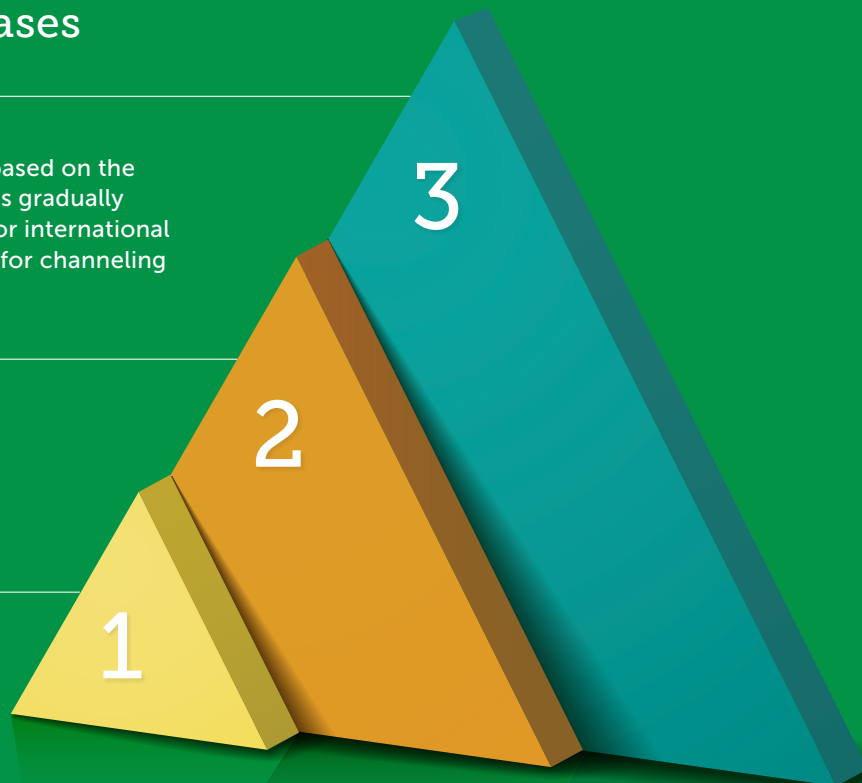 ases
based on the
s gradually
or international
for channeling
3
2
1